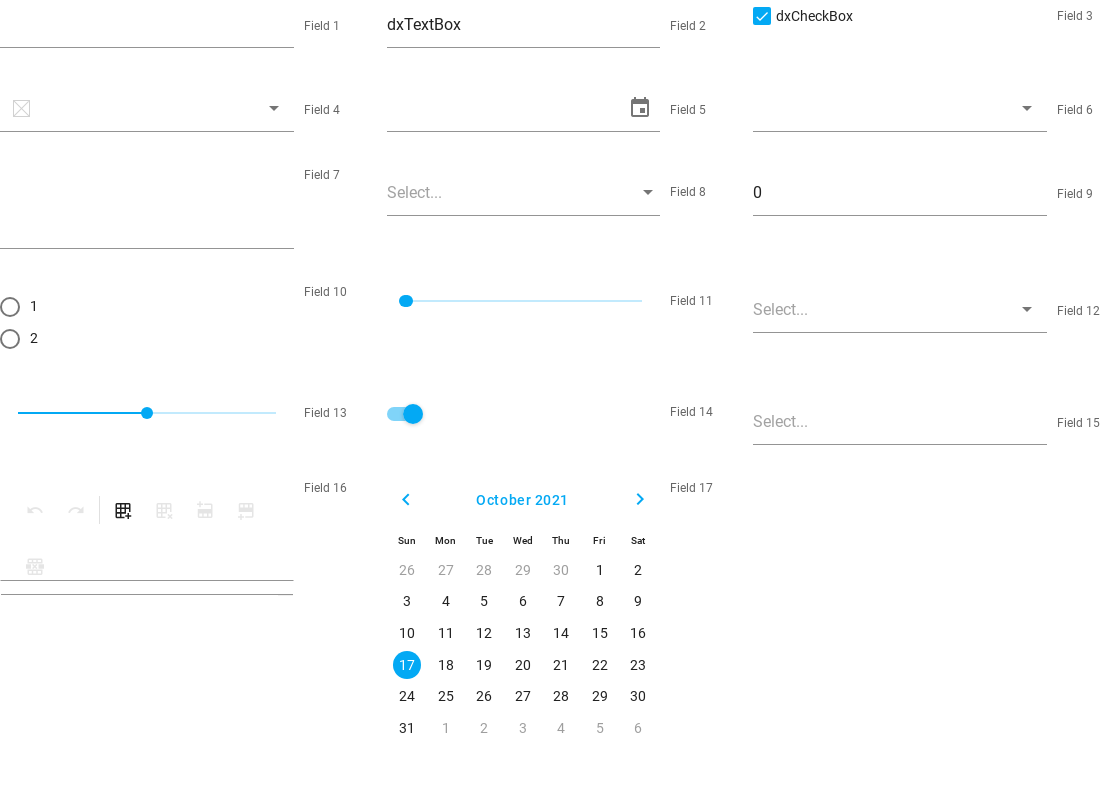 Field 1
dxTextBox
Field 2
dxCheckBox
Field 3
Field 4
Field 5
Field 6
Field 7
Select...
Field 8
0
Field 9
1
2
Field 10
Field 11
Select...
Field 12
Field 13
Field 14
Select...
Field 15
Field 16
October 2021
Sun Mon Tue Wed Thu Fri Sat
26 27 28 29 30 1 2
3 4 5 6 7 8 9
10 11 12 13 14 15 16
17 18 19 20 21 22 23
24 25 26 27 28 29 30
31 1 2 3 4 5 6
Field 17